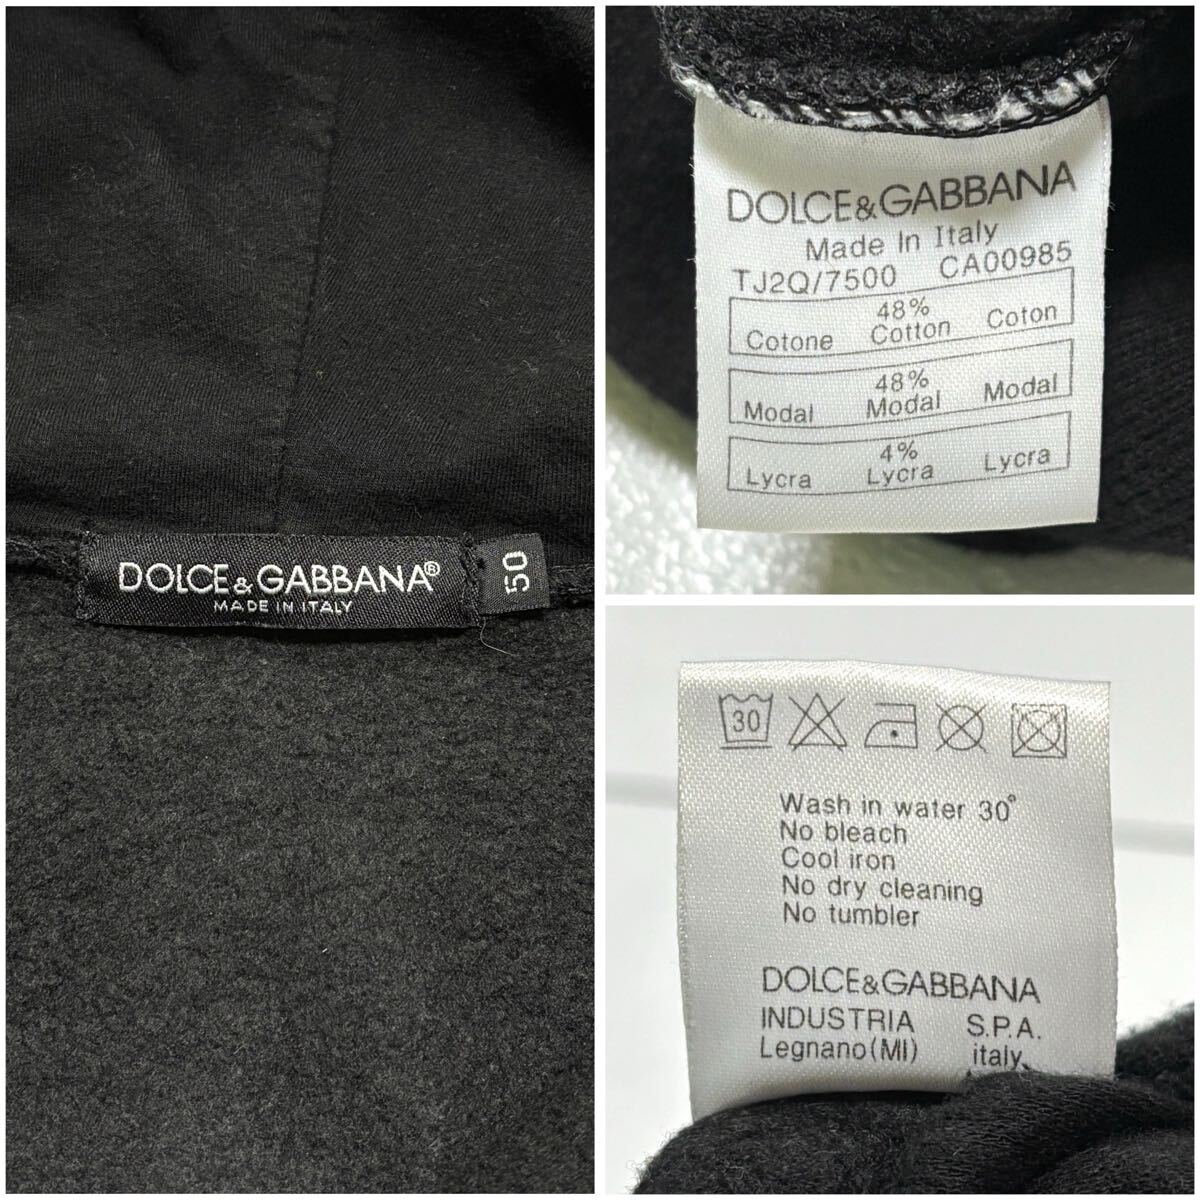 DOLCE&GABBANA®
MADE IN ITALY
50
DOLCE&GABBANA
Made In Italy
TJ2Q/7500 CA00985
48%
Cotone Cotton Coton
48%
Modal Modal Modal
4%
Lycra Lycra Lycra
30
Wash in water 30°
No bleach
Cool iron
No dry cleaning
No tumbler
DOLCE&GABBANA
INDUSTRIA S.P.A.
Legnano(MI) italy